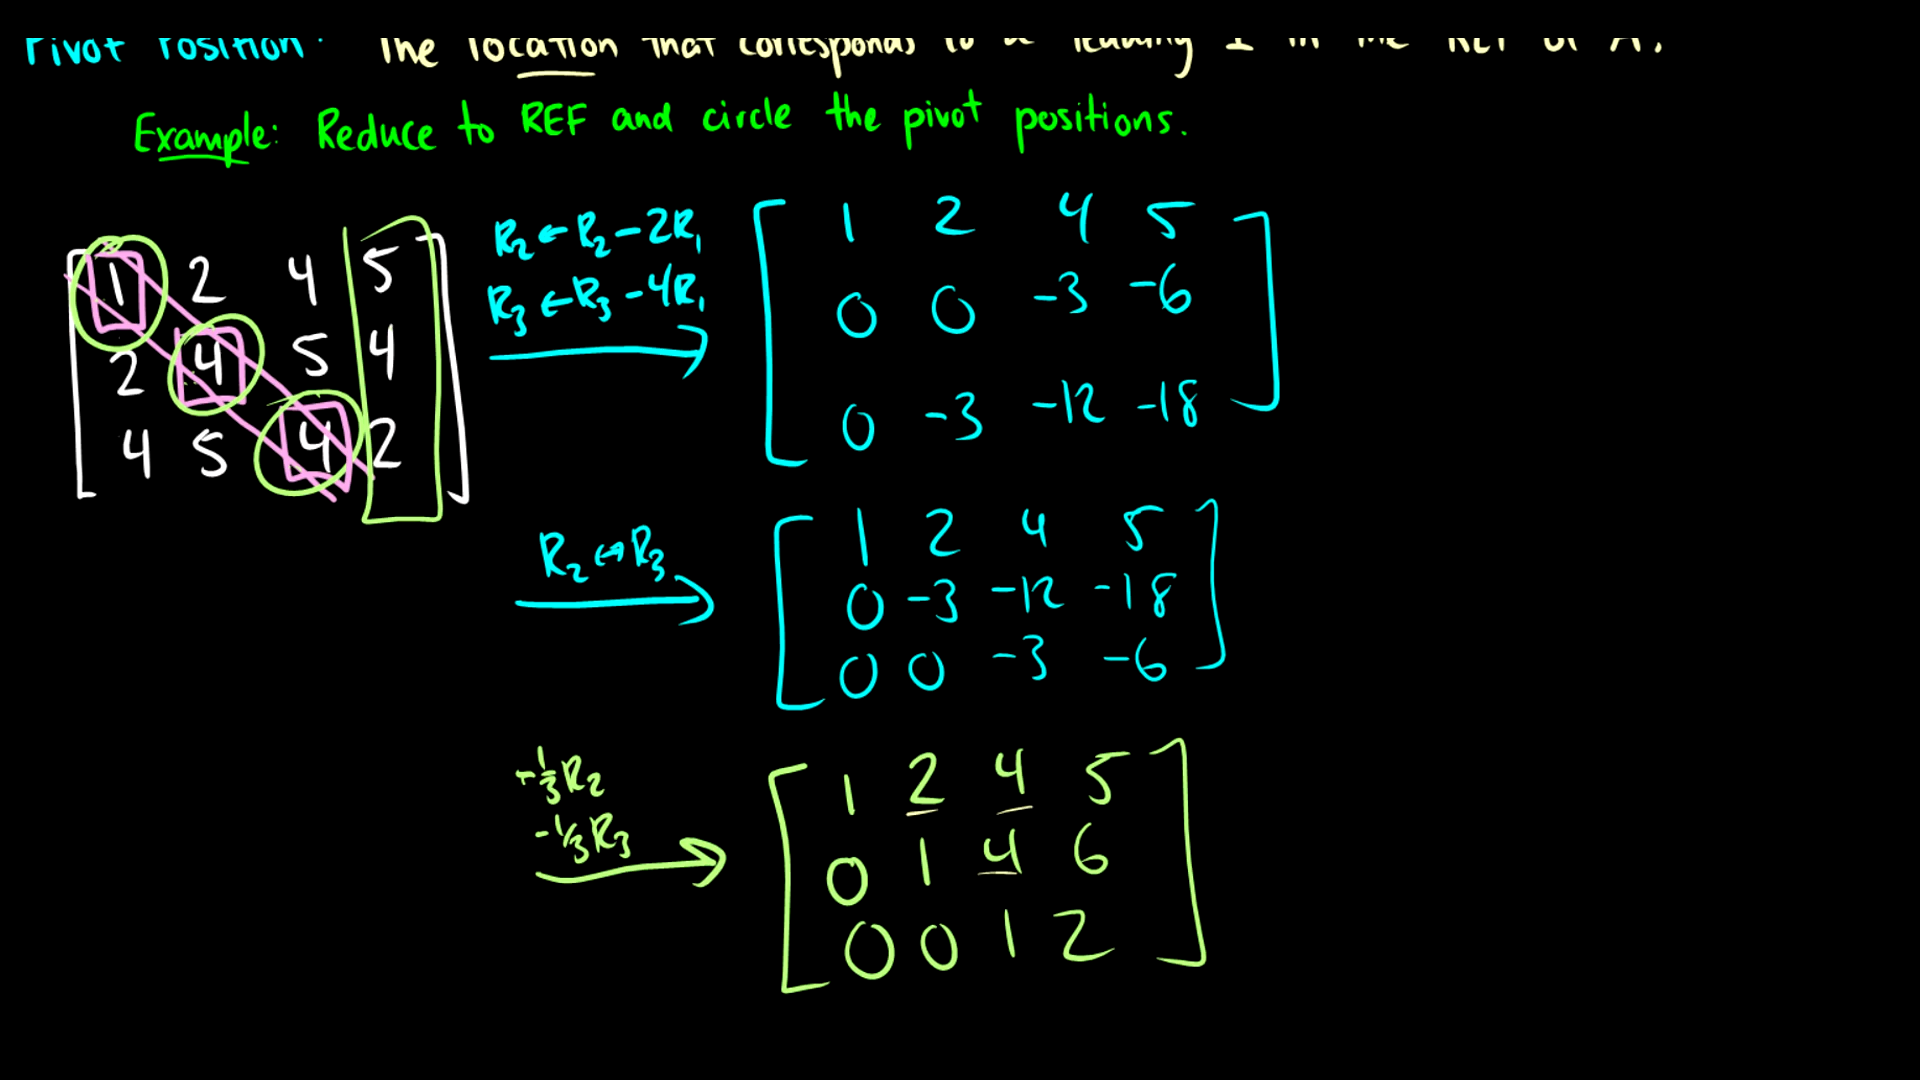 Pivot Position: The location that corresponds to a leading 1 in the REF of A.
Example: Reduce to REF and circle the pivot positions.
1 2 4 5
2 4 5 4
4 5 4 2
R₂ ← R₂ - 2R₁
R₃ ← R₃ - 4R₁
1 2 4 5
0 0 -3 -6
0 -3 -12 -18
R₂ ↔ R₃
1 2 4 5
0 -3 -12 -18
0 0 -3 -6
-⅓R₂
-⅓R₃
1 2 4 5
0 1 4 6
0 0 1 2